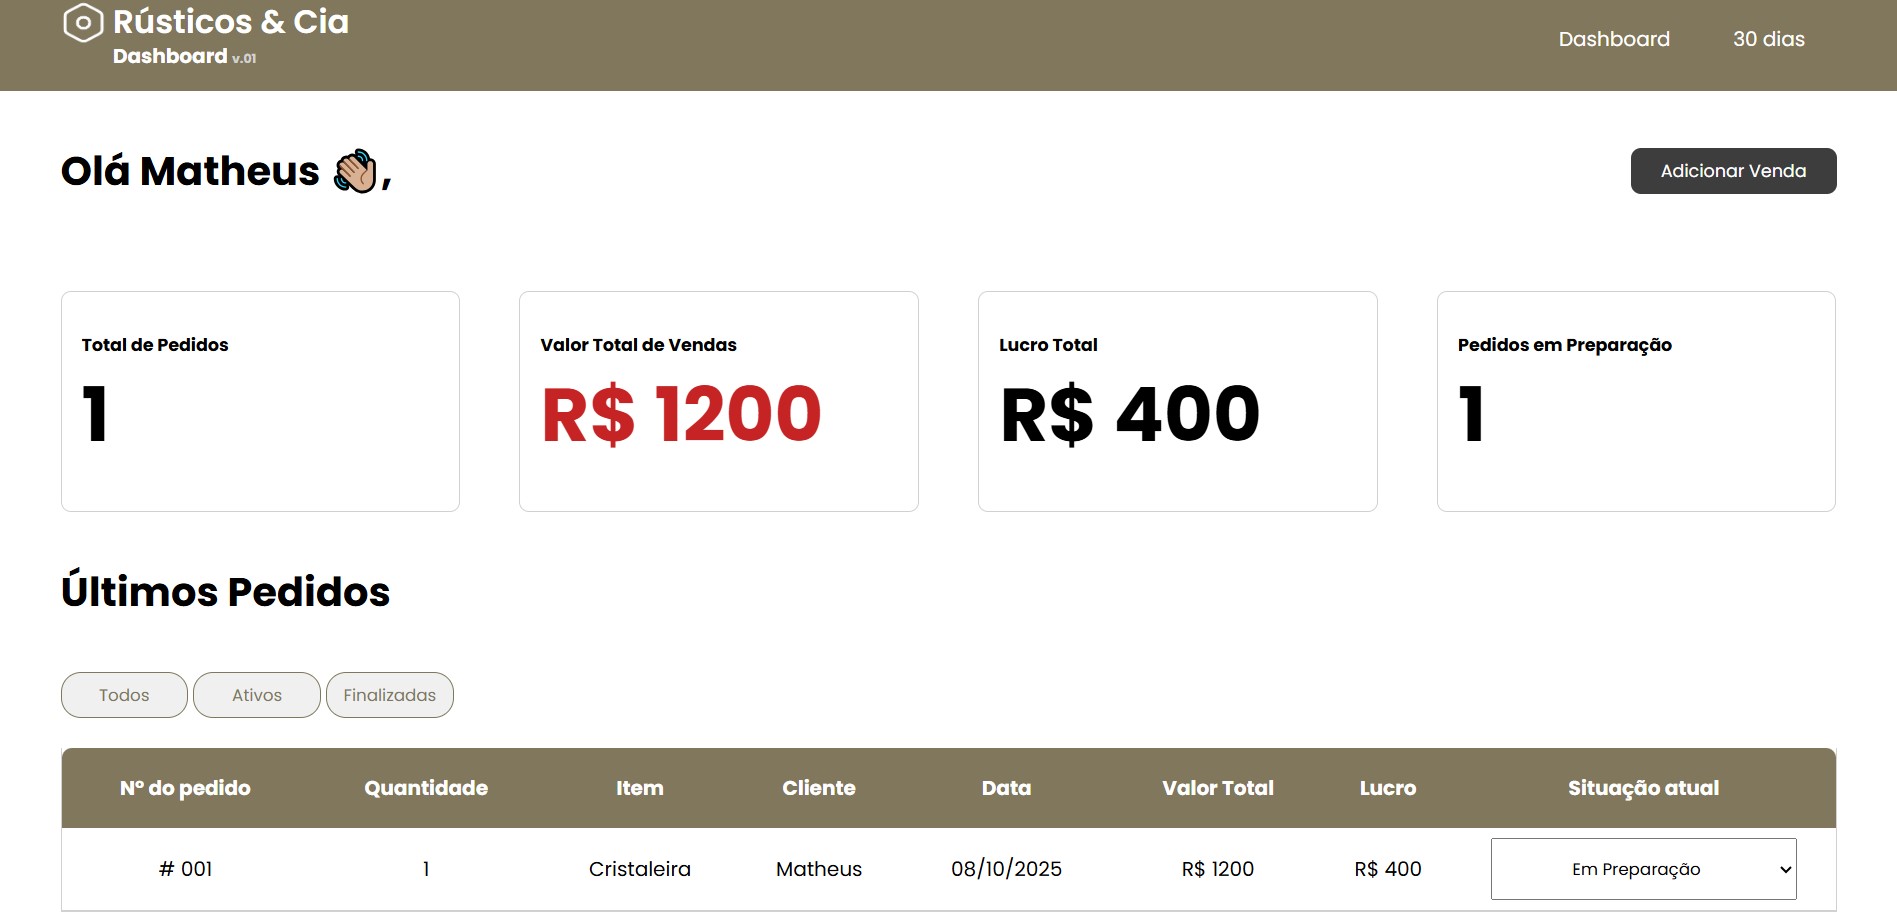 Rústicos & Cia
Dashboard v.01
Dashboard
30 dias
Olá Matheus 👋🏼,
Adicionar Venda
Total de Pedidos
1
Valor Total de Vendas
R$ 1200
Lucro Total
R$ 400
Pedidos em Preparação
1
Últimos Pedidos
Todos
Ativos
Finalizadas
Nº do pedido Quantidade Item Cliente Data Valor Total Lucro Situação atual
# 001 1 Cristaleira Matheus 08/10/2025 R$ 1200 R$ 400 Em Preparação